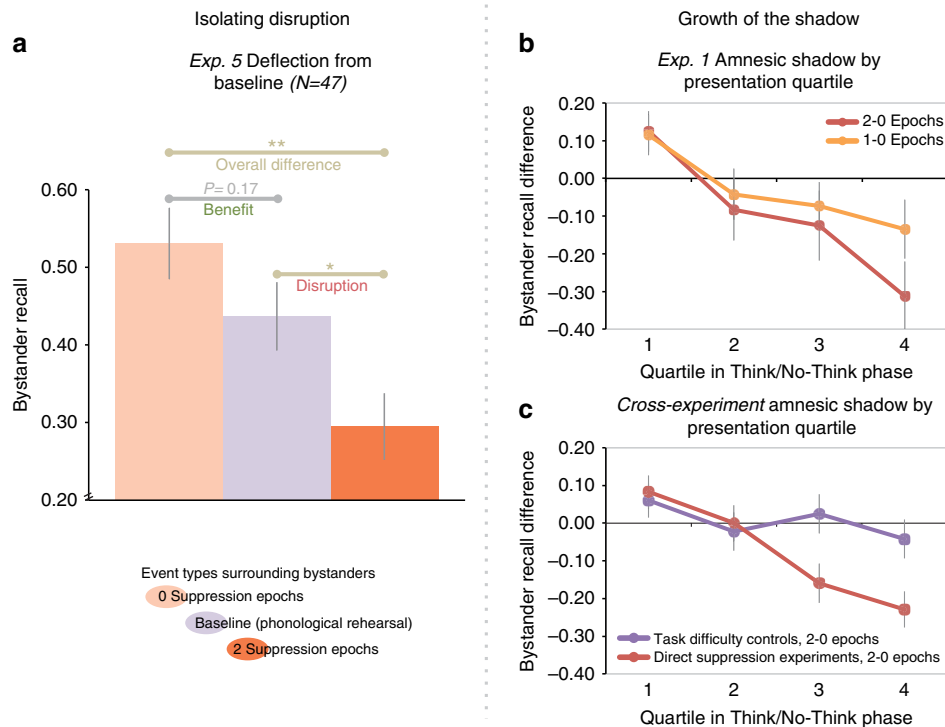 Isolating disruption
a
Exp. 5 Deflection from
baseline (N=47)
**
Overall difference
P= 0.17
Benefit
*
Disruption
Bystander recall
0.60
0.50
0.40
0.30
0.20
Event types surrounding bystanders
0 Suppression epochs
Baseline (phonological rehearsal)
2 Suppression epochs
Growth of the shadow
b
Exp. 1 Amnesic shadow by
presentation quartile
Bystander recall difference
0.20
0.10
0.00
−0.10
−0.20
−0.30
−0.40
2-0 Epochs
1-0 Epochs
1
2
3
4
Quartile in Think/No-Think phase
c
Cross-experiment amnesic shadow by
presentation quartile
Bystander recall difference
0.20
0.10
0.00
−0.10
−0.20
−0.30
−0.40
Task difficulty controls, 2-0 epochs
Direct suppression experiments, 2-0 epochs
1
2
3
4
Quartile in Think/No-Think phase